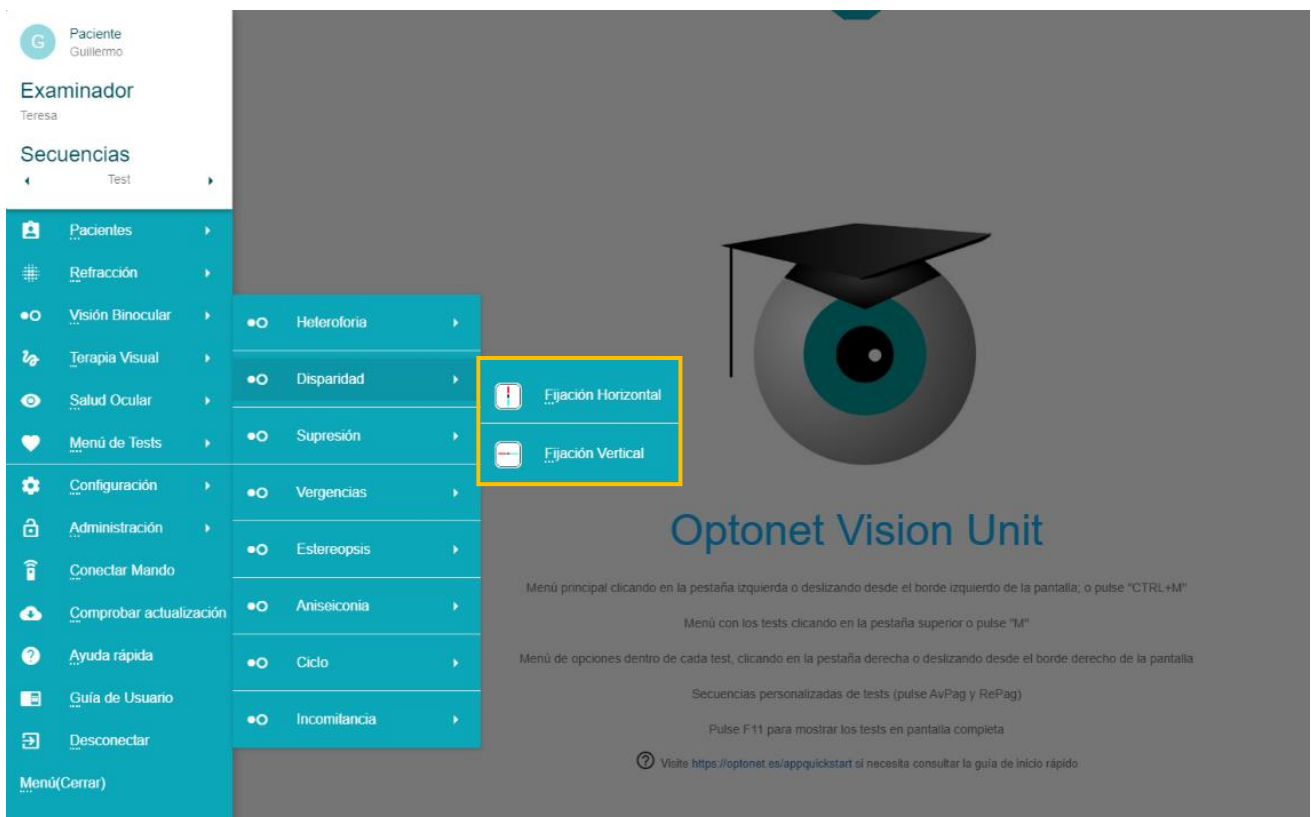 G
Paciente
Guillermo
Examinador
Teresa
Secuencias
Test
Pacientes
Refracción
Visión Binocular
Terapia Visual
Salud Ocular
Menú de Tests
Configuración
Administración
Conectar Mando
Comprobar actualización
Ayuda rápida
Guía de Usuario
Desconectar
Menú(Cerrar)
Heteroforia
Disparidad
Supresión
Vergencias
Estereopsis
Aniseiconia
Ciclo
Incomitancia
Fijación Horizontal
Fijación Vertical
Optonet Vision Unit
Menú principal clicando en la pestaña izquierda o deslizando desde el borde izquierdo de la pantalla; o pulse "CTRL+M"
Menú con los tests clicando en la pestaña superior o pulse "M"
Menú de opciones dentro de cada test, clicando en la pestaña derecha o deslizando desde el borde derecho de la pantalla
Secuencias personalizadas de tests (pulse AvPag y RePag)
Pulse F11 para mostrar los tests en pantalla completa
Visite https://optonet.es/appquickstart si necesita consultar la guía de inicio rápido